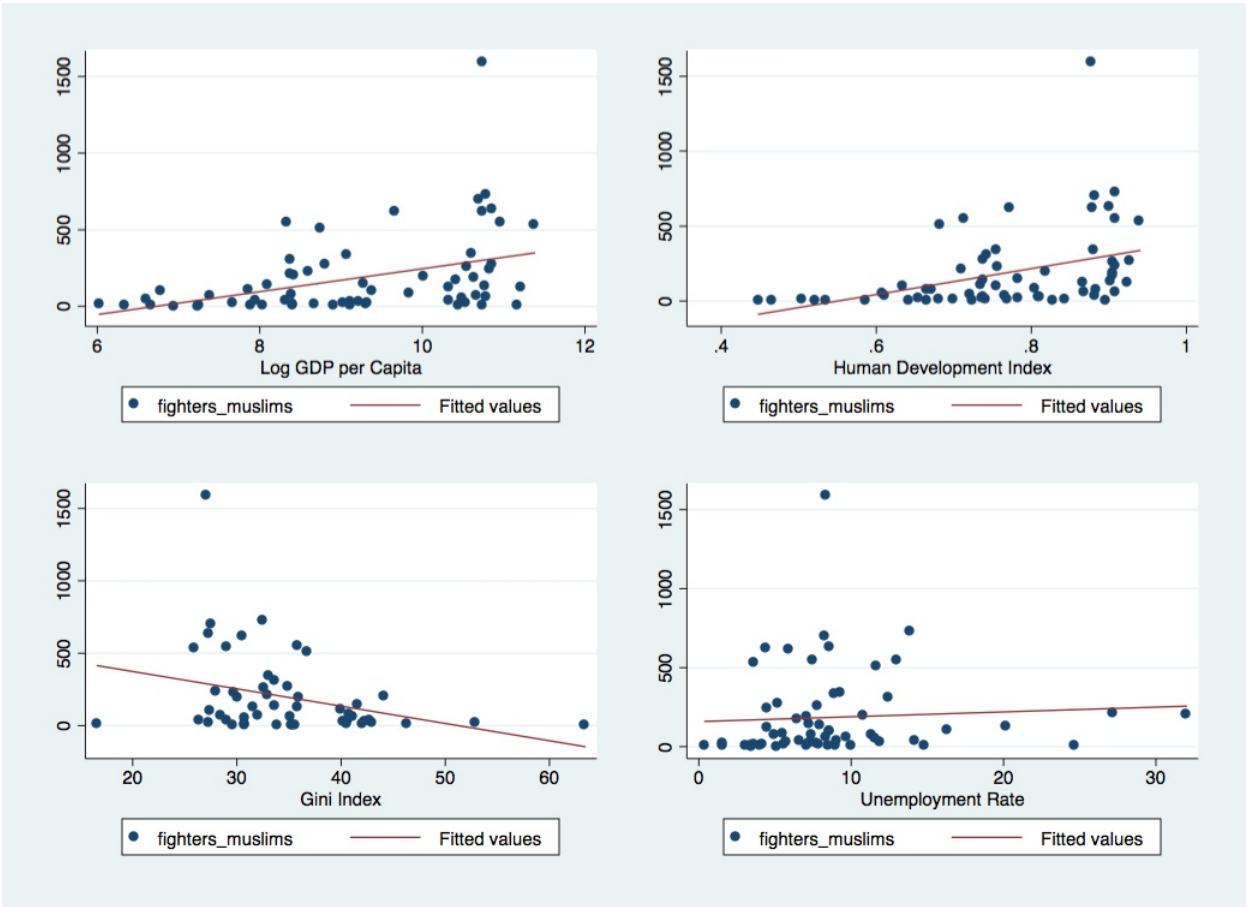 1500
1000
500
0
6 8 10 12
Log GDP per Capita
fighters_muslims Fitted values
1500
1000
500
0
.4 .6 .8 1
Human Development Index
fighters_muslims Fitted values
1500
1000
500
0
20 30 40 50 60
Gini Index
fighters_muslims Fitted values
1500
1000
500
0
0 10 20 30
Unemployment Rate
fighters_muslims Fitted values